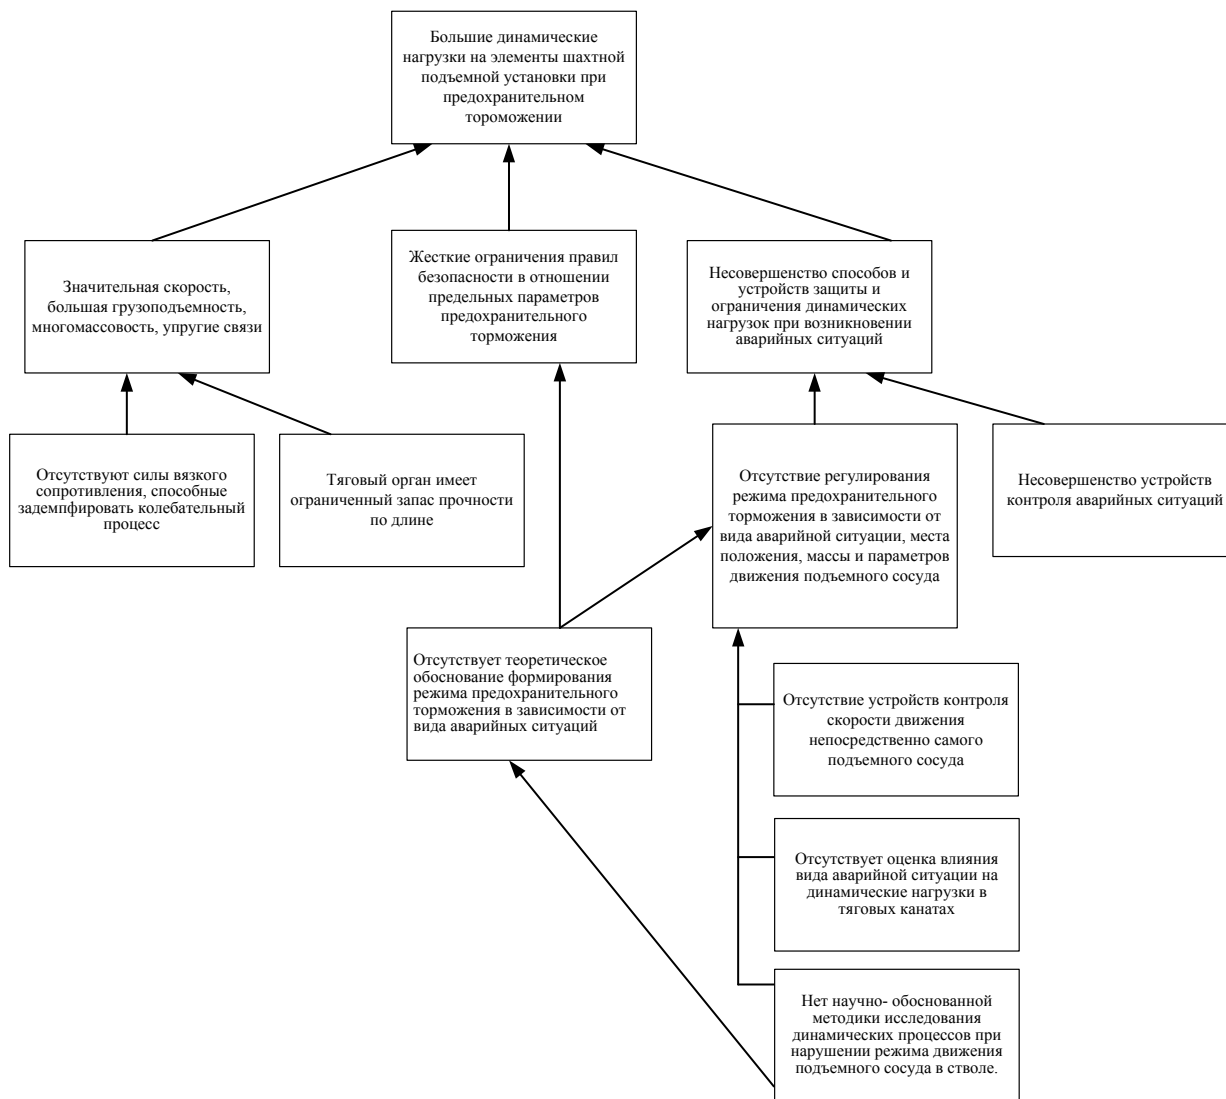 Большие динамические
нагрузки на элементы шахтной
подъемной установки при
предохранительном
тороможении
Значительная скорость,
большая грузоподъемность,
многомассовость, упругие связи
Жесткие ограничения правил
безопасности в отношении
предельных параметров
предохранительного
торможения
Несовершенство способов и
устройств защиты и
ограничения динамических
нагрузок при возникновении
аварийных ситуаций
Отсутствуют силы вязкого
сопротивления, способные
задемпфировать колебательный
процесс
Тяговый орган имеет
ограниченный запас прочности
по длине
Отсутствие регулирования
режима предохранительного
торможения в зависимости от
вида аварийной ситуации, места
положения, массы и параметров
движения подъемного сосуда
Несовершенство устройств
контроля аварийных ситуаций
Отсутствует теоретическое
обоснование формирования
режима предохранительного
торможения в зависимости от
вида аварийных ситуаций
Отсутствие устройств контроля
скорости движения
непосредственно самого
подъемного сосуда
Отсутствует оценка влияния
вида аварийной ситуации на
динамические нагрузки в
тяговых канатах
Нет научно- обоснованной
методики исследования
динамических процессов при
нарушении режима движения
подъемного сосуда в стволе.